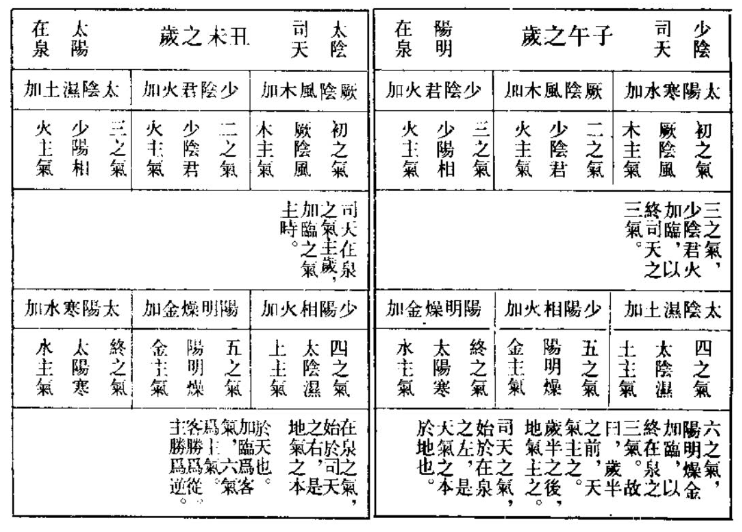 少陰
司天
子午之歲
陽明
在泉
太陽寒水加
厥陰風木加
少陰君火加
初之氣
厥陰風
木主氣
二之氣
少陰君
火主氣
三之氣
少陽相
火主氣
三之氣，
少陰君火
加臨，以
終司天之
三氣。
太陰濕土加
少陽相火加
陽明燥金加
四之氣
太陰濕
土主氣
五之氣
陽明燥
金主氣
終之氣
太陽寒
水主氣
六之氣，
陽明燥金
加臨，以
終在泉之
三氣。故
曰，歲半
之前，天
氣主之。
歲半之後，
地氣主之。
司天之氣，
始於在泉
之左，是
天氣之本
於地也。
太陰
司天
丑未之歲
太陽
在泉
厥陰風木加
少陰君火加
太陰濕土加
初之氣
厥陰風
木主氣
二之氣
少陰君
火主氣
三之氣
少陽相
火主氣
司天在泉
之氣主歲，
加臨之氣
主時。
少陽相火加
陽明燥金加
太陽寒水加
四之氣
太陰濕
土主氣
五之氣
陽明燥
金主氣
終之氣
太陽寒
水主氣
在泉之氣，
始於司天
之右，是
地氣之本
於天也。
加臨爲客
氣，六氣
爲主氣。
客勝爲從，
主勝爲逆。